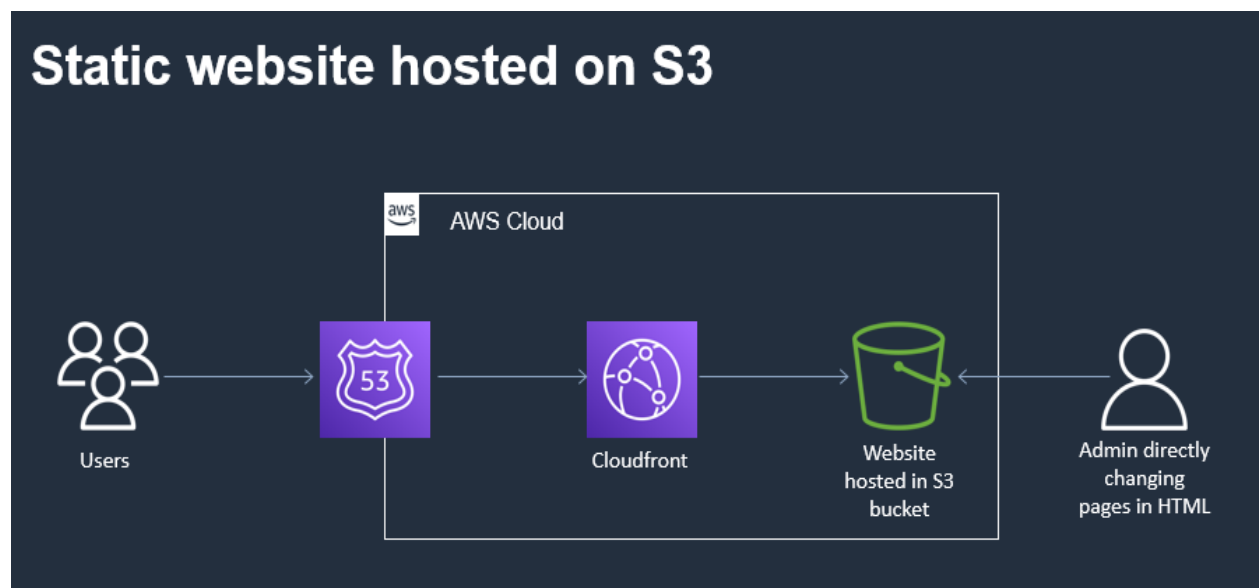 Static website hosted on S3
aws
AWS Cloud
53
Users
Cloudfront
Website
hosted in S3
bucket
Admin directly
changing
pages in HTML